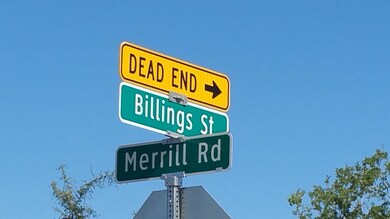 DEAD END →
Billings St
Merrill Rd